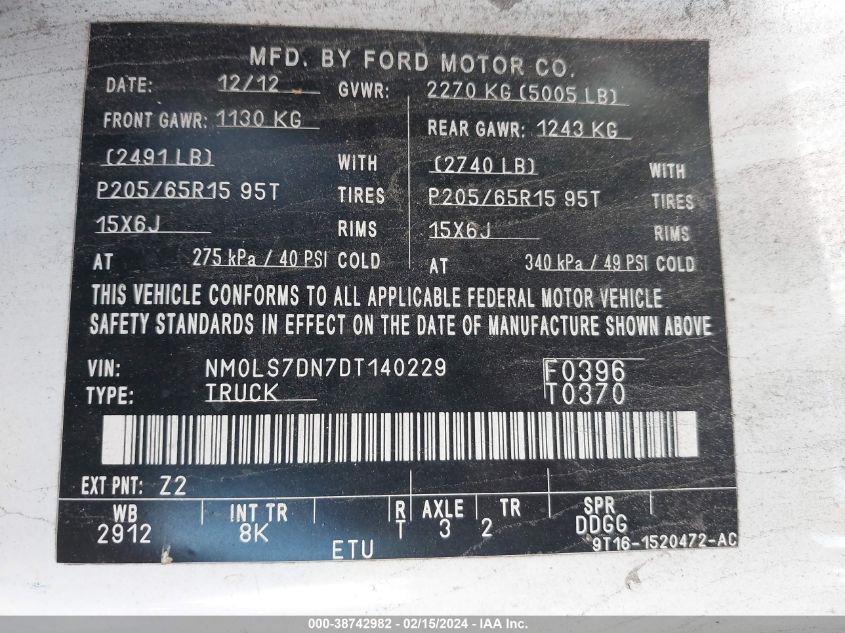 MFD. BY FORD MOTOR CO.
DATE: 12/12 GVWR: 2270 KG (5005 LB)
FRONT GAWR: 1130 KG REAR GAWR: 1243 KG
(2491 LB) WITH (2740 LB) WITH
P205/65R15 95T TIRES P205/65R15 95T TIRES
15X6J RIMS 15X6J RIMS
AT 275 kPa / 40 PSI COLD AT 340 kPa / 49 PSI COLD
THIS VEHICLE CONFORMS TO ALL APPLICABLE FEDERAL MOTOR VEHICLE
SAFETY STANDARDS IN EFFECT ON THE DATE OF MANUFACTURE SHOWN ABOVE
VIN: NM0LS7DN7DT140229 F0396
TYPE: TRUCK T0370
EXT PNT: Z2
WB INT TR R AXLE TR SPR
2912 8K T 3 2 DDGG
ETU 9T16-1520472-AC
000-38742982 - 02/15/2024 - IAA Inc.